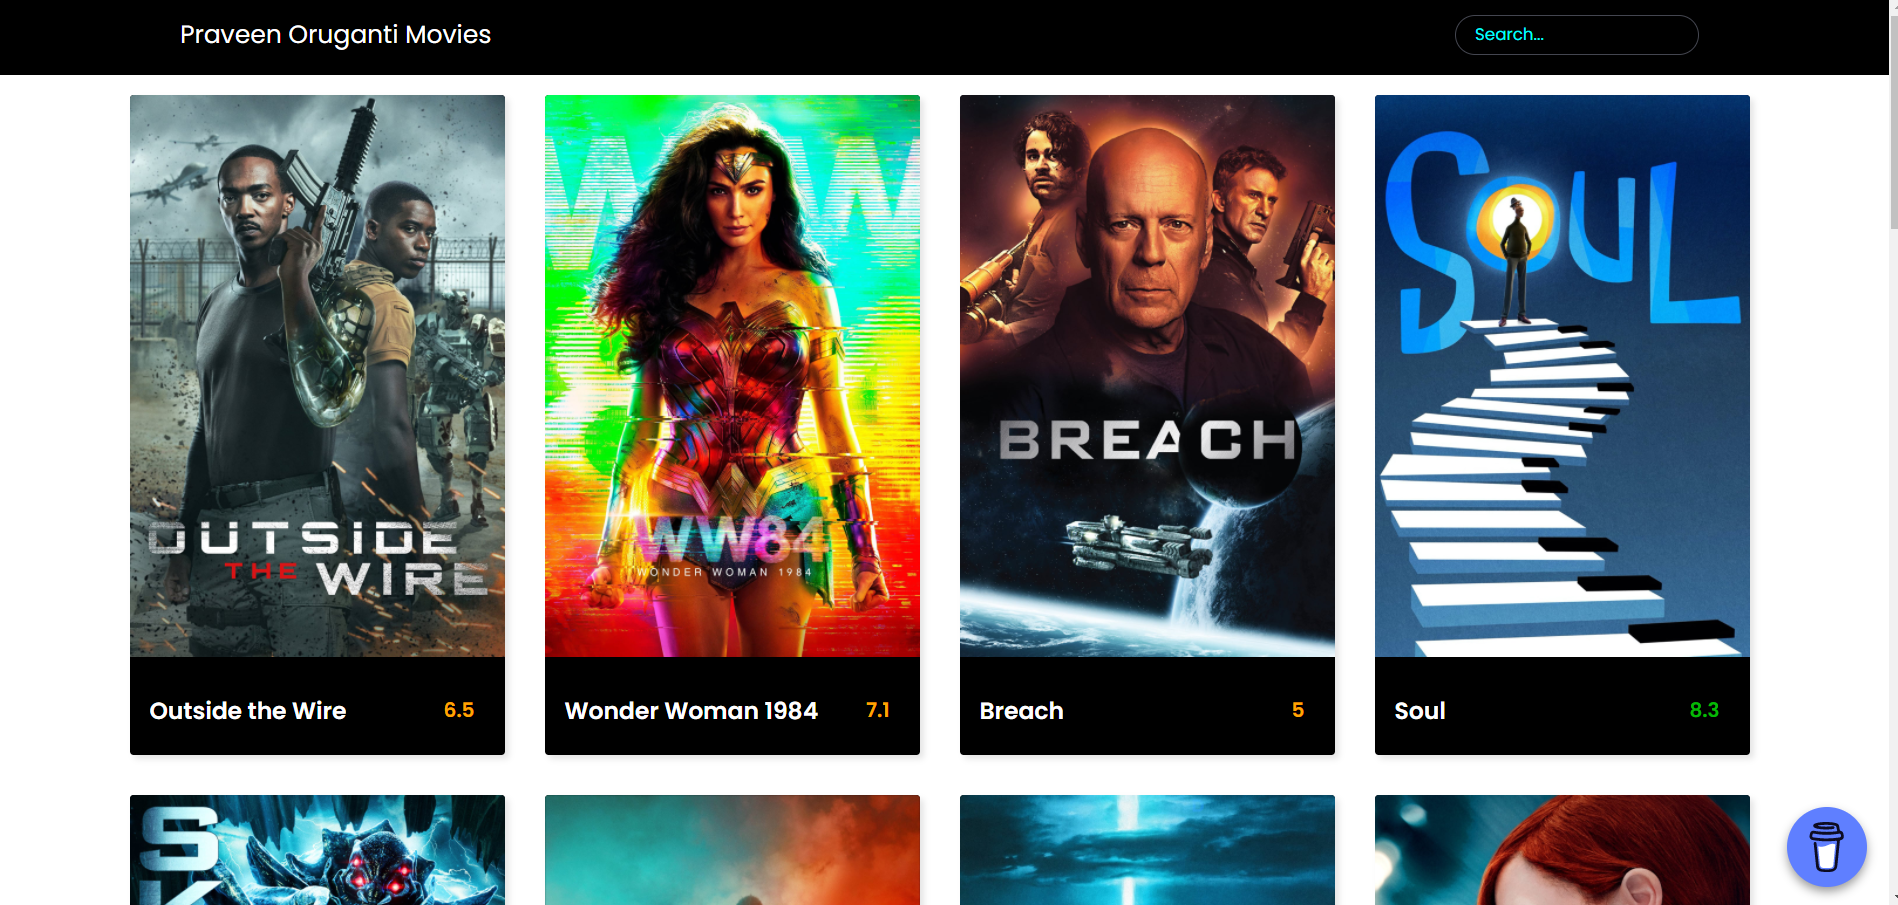 Praveen Oruganti Movies
Search...
OUTSIDE
THE WIRE
WW
WW84
WONDER WOMAN 1984
BREACH
SOUL
Outside the Wire 6.5
Wonder Woman 1984 7.1
Breach 5
Soul 8.3
S
K